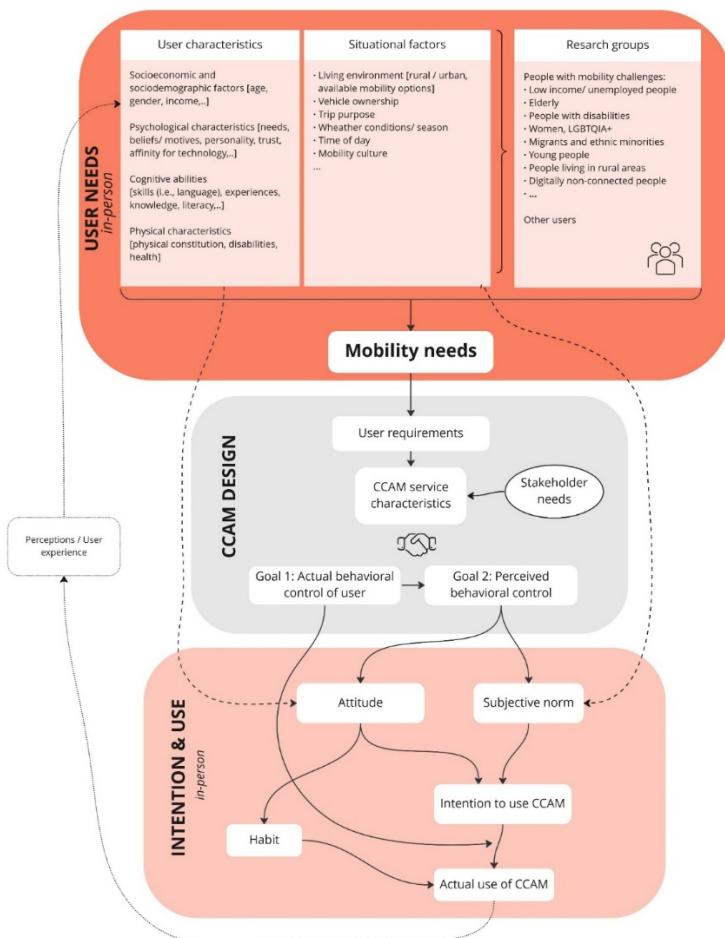 User characteristics
Socioeconomic and
sociodemographic factors [age,
gender, income,..]
Psychological characteristics [needs,
beliefs/ motives, personality, trust,
affinity for technology,..]
Cognitive abilities
[skills (i.e., language), experiences,
knowledge, literacy,..]
Physical characteristics
[physical constitution, disabilities,
health]
Situational factors
· Living environment [rural / urban,
available mobility options]
· Vehicle ownership
· Trip purpose
· Wheather conditions/ season
· Time of day
· Mobility culture
...
Resarch groups
People with mobility challenges:
· Low income/ unemployed people
· Elderly
· People with disabilities
· Women, LGBTQIA+
· Migrants and ethnic minorities
· Young people
· People living in rural areas
· Digitally non-connected people
· ...
Other users
USER NEEDS
in-person
Mobility needs
CCAM DESIGN
User requirements
CCAM service
characteristics
Stakeholder
needs
Goal 1: Actual behavioral
control of user
Goal 2: Perceived
behavioral control
Perceptions / User
experience
INTENTION & USE
in-person
Attitude
Subjective norm
Intention to use CCAM
Habit
Actual use of CCAM